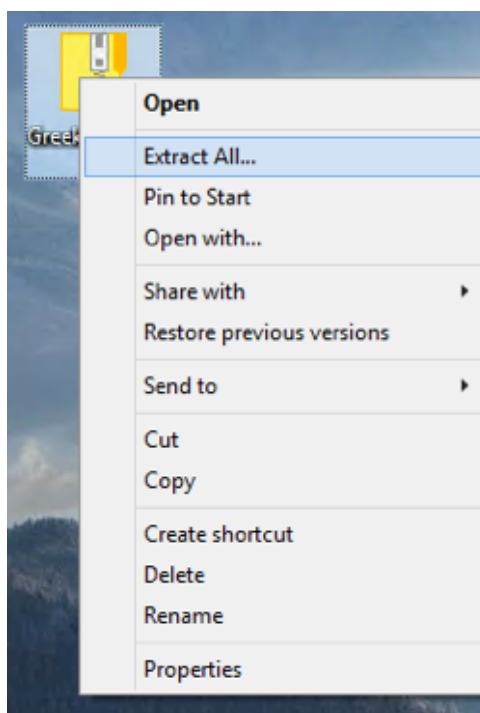 Greek
Open
Extract All...
Pin to Start
Open with...
Share with
Restore previous versions
Send to
Cut
Copy
Create shortcut
Delete
Rename
Properties